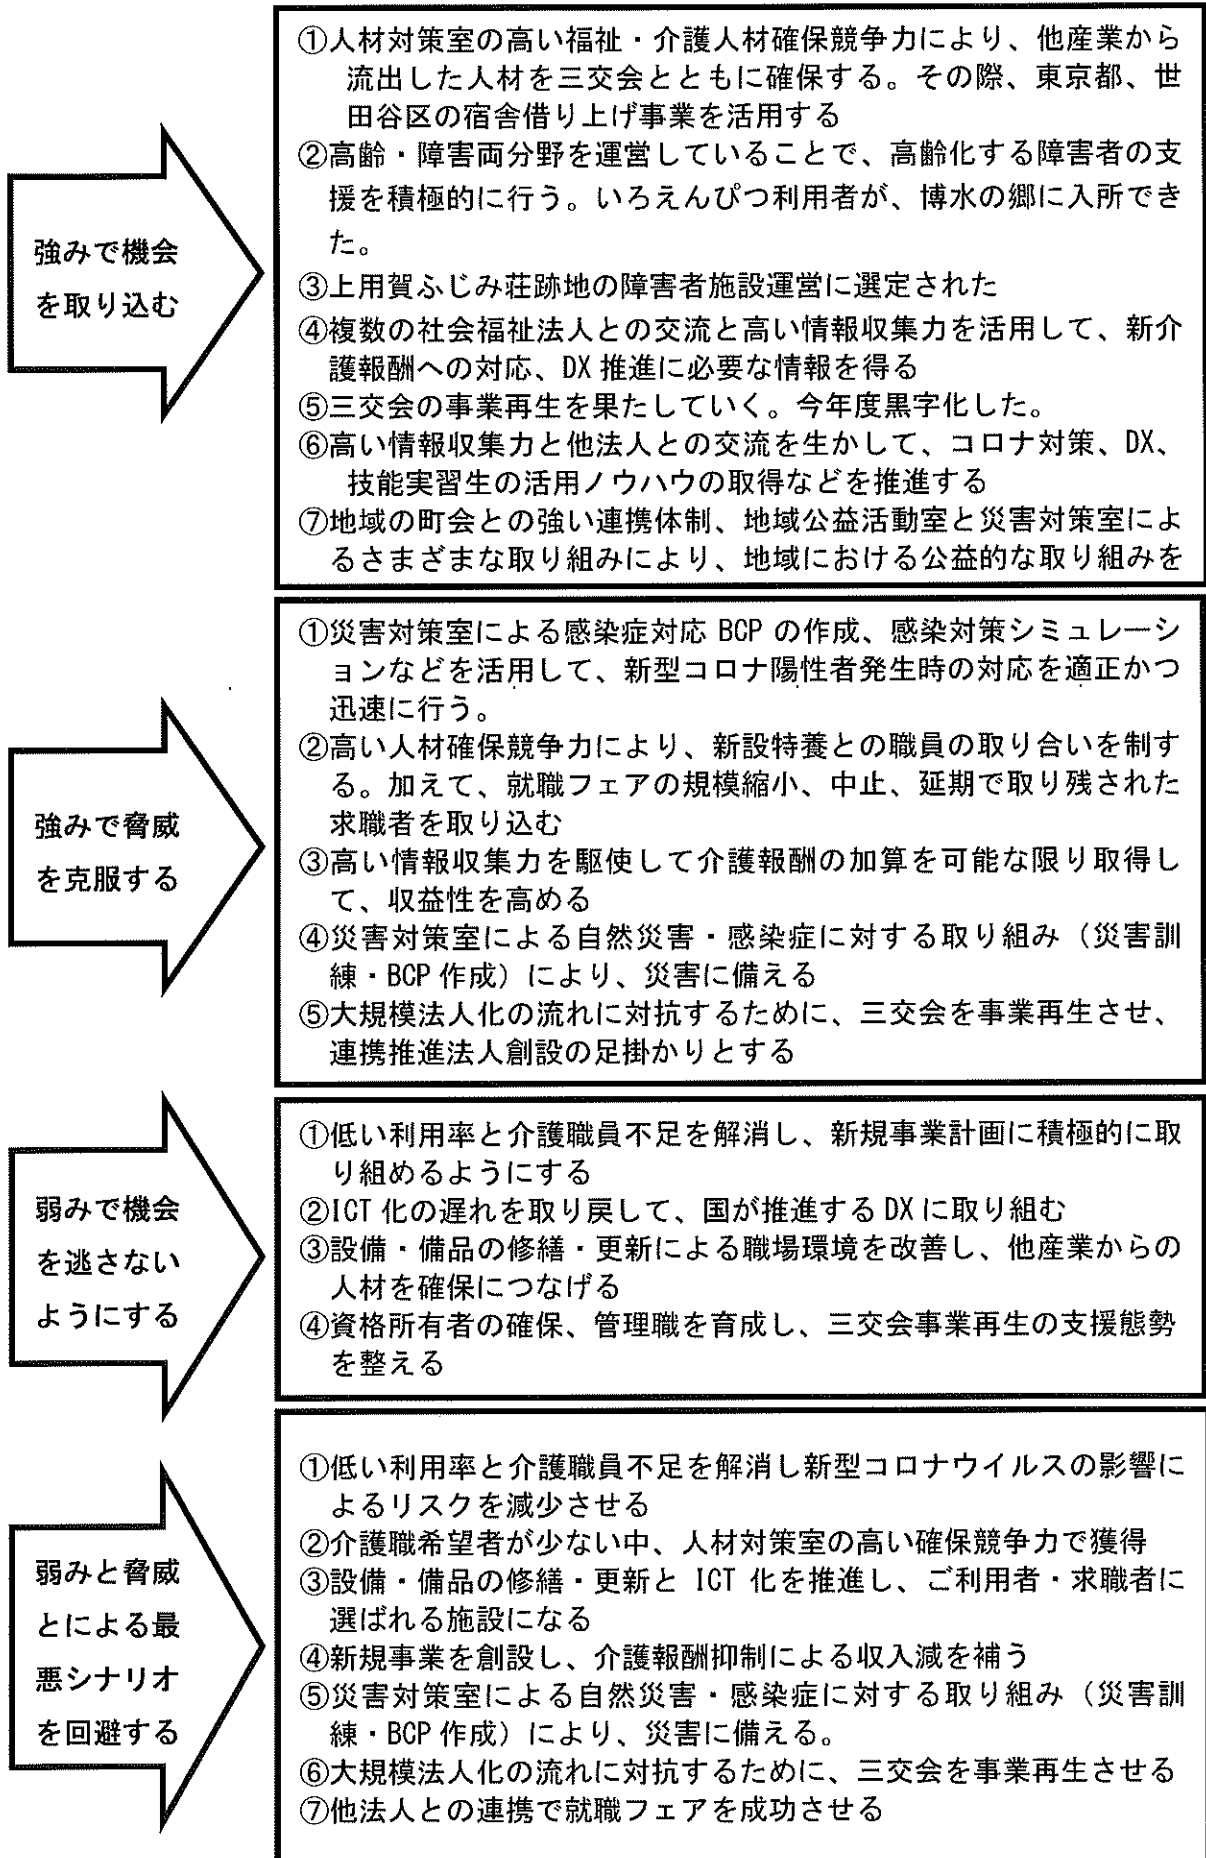 強みで機会
を取り込む
①人材対策室の高い福祉・介護人材確保競争力により、他産業から
流出した人材を三交会とともに確保する。その際、東京都、世
田谷区の宿舎借り上げ事業を活用する
②高齢・障害両分野を運営していることで、高齢化する障害者の支
援を積極的に行う。いろえんぴつ利用者が、博水の郷に入所でき
た。
③上用賀ふじみ荘跡地の障害者施設運営に選定された
④複数の社会福祉法人との交流と高い情報収集力を活用して、新介
護報酬への対応、DX推進に必要な情報を得る
⑤三交会の事業再生を果たしていく。今年度黒字化した。
⑥高い情報収集力と他法人との交流を生かして、コロナ対策、DX、
技能実習生の活用ノウハウの取得などを推進する
⑦地域の町会との強い連携体制、地域公益活動室と災害対策室によ
るさまざまな取り組みにより、地域における公益的な取り組みを
強みで脅威
を克服する
①災害対策室による感染症対応BCPの作成、感染対策シミュレーシ
ョンなどを活用して、新型コロナ陽性者発生時の対応を適正かつ
迅速に行う。
②高い人材確保競争力により、新設特養との職員の取り合いを制す
る。加えて、就職フェアの規模縮小、中止、延期で取り残された
求職者を取り込む
③高い情報収集力を駆使して介護報酬の加算を可能な限り取得し
て、収益性を高める
④災害対策室による自然災害・感染症に対する取り組み（災害訓
練・BCP作成）により、災害に備える
⑤大規模法人化の流れに対抗するために、三交会を事業再生させ、
連携推進法人創設の足掛かりとする
弱みで機会
を逃さない
ようにする
①低い利用率と介護職員不足を解消し、新規事業計画に積極的に取
り組めるようにする
②ICT化の遅れを取り戻して、国が推進するDXに取り組む
③設備・備品の修繕・更新による職場環境を改善し、他産業からの
人材を確保につなげる
④資格所有者の確保、管理職を育成し、三交会事業再生の支援態勢
を整える
弱みと脅威
とによる最
悪シナリオ
を回避する
①低い利用率と介護職員不足を解消し新型コロナウイルスの影響に
よるリスクを減少させる
②介護職希望者が少ない中、人材対策室の高い確保競争力で獲得
③設備・備品の修繕・更新と ICT化を推進し、ご利用者・求職者に
選ばれる施設になる
④新規事業を創設し、介護報酬抑制による収入減を補う
⑤災害対策室による自然災害・感染症に対する取り組み（災害訓
練・BCP作成）により、災害に備える。
⑥大規模法人化の流れに対抗するために、三交会を事業再生させる
⑦他法人との連携で就職フェアを成功させる